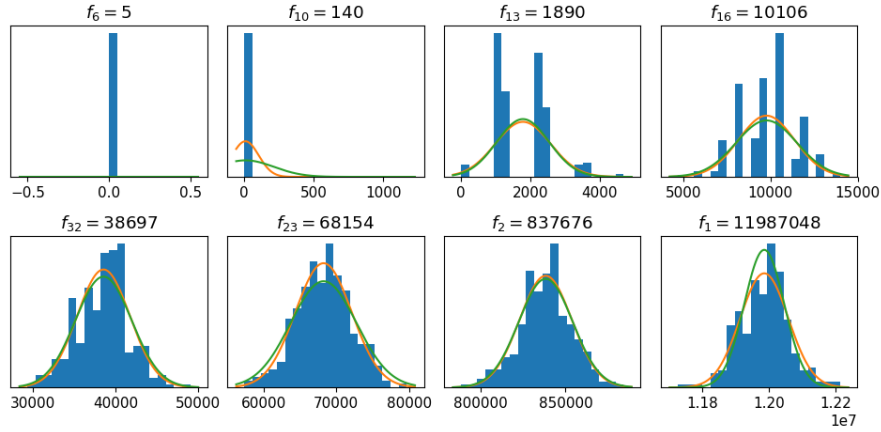 f₆ = 5
f₁₀ = 140
f₁₃ = 1890
f₁₆ = 10106
−0.5 0.0 0.5
0 500 1000
0 2000 4000
5000 10000 15000
f₃₂ = 38697
f₂₃ = 68154
f₂ = 837676
f₁ = 11987048
30000 40000 50000
60000 70000 80000
800000 850000
1.18 1.20 1.22
1e7